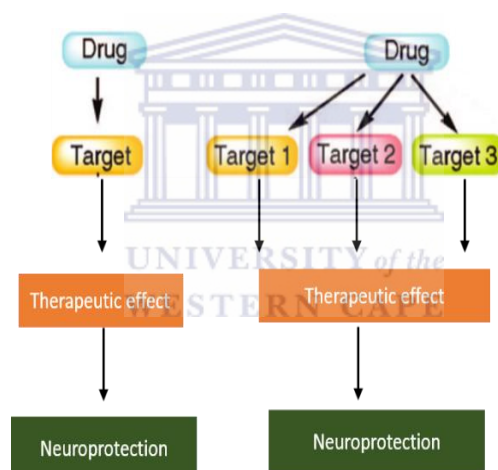 Drug
Drug
Target
Target 1
Target 2
Target 3
UNIVERSITY of the
WESTERN CAPE
Therapeutic effect
Therapeutic effect
Neuroprotection
Neuroprotection